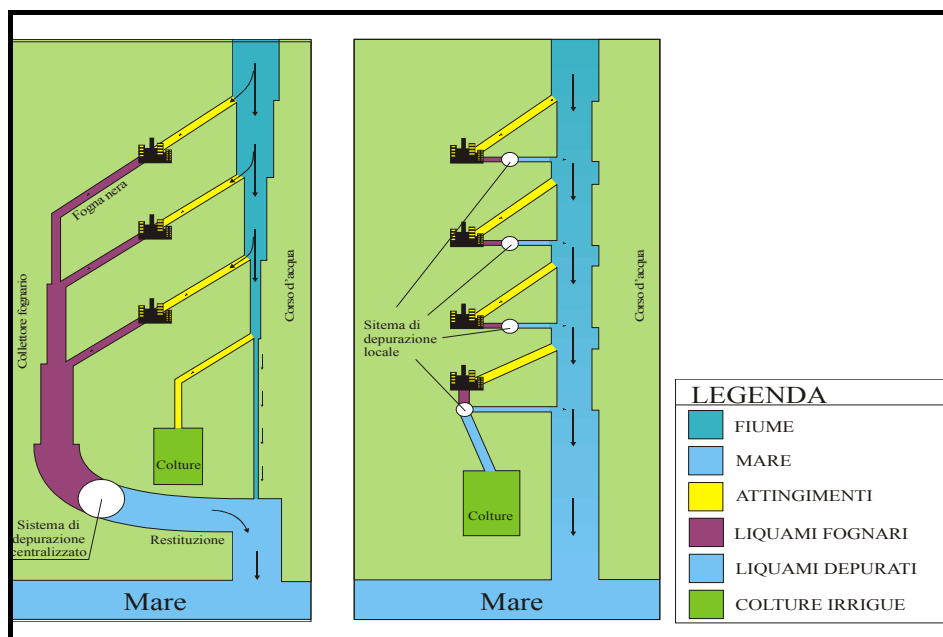 Fogna nera
Collettore fognario
Corso d'acqua
Colture
Sistema di
depurazione
centralizzato
Restituzione
Mare
Corso d'acqua
Sitema di
depurazione
locale
Colture
Mare
LEGENDA
FIUME
MARE
ATTINGIMENTI
LIQUAMI FOGNARI
LIQUAMI DEPURATI
COLTURE IRRIGUE